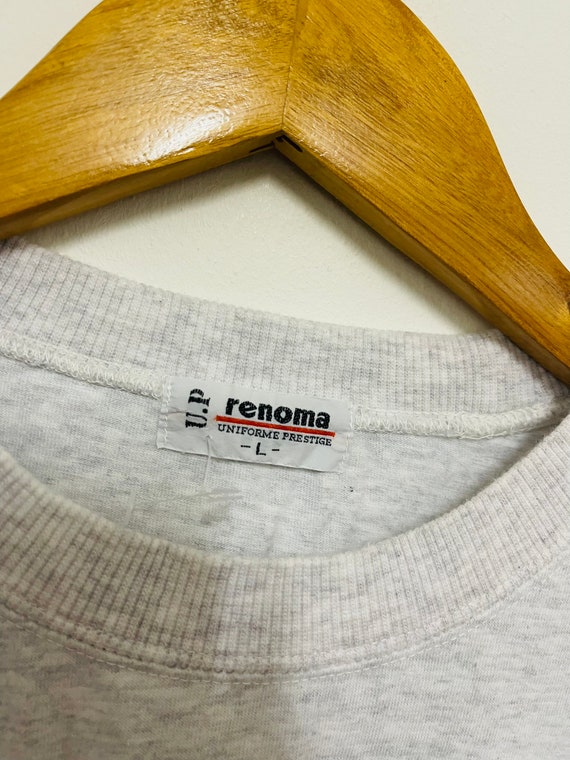 U.P
renoma
UNIFORME PRESTIGE
-L-